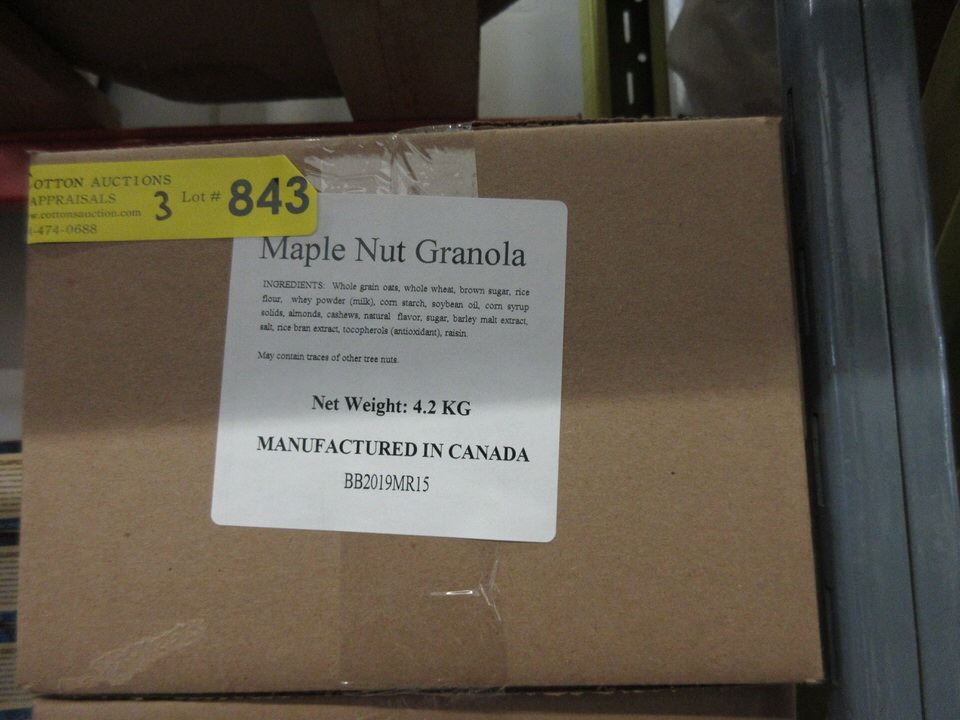 OTTON AUCTIONS
APPRAISALS
w.cottonsauction.com
-474-0688
3
Lot # 843
Maple Nut Granola
INGREDIENTS: Whole grain oats, whole wheat, brown sugar, rice
flour, whey powder (milk), corn starch, soybean oil, corn syrup
solids, almonds, cashews, natural flavor, sugar, barley malt extract,
salt, rice bran extract, tocopherols (antioxidant), raisin.
May contain traces of other tree nuts.
Net Weight: 4.2 KG
MANUFACTURED IN CANADA
BB2019MR15